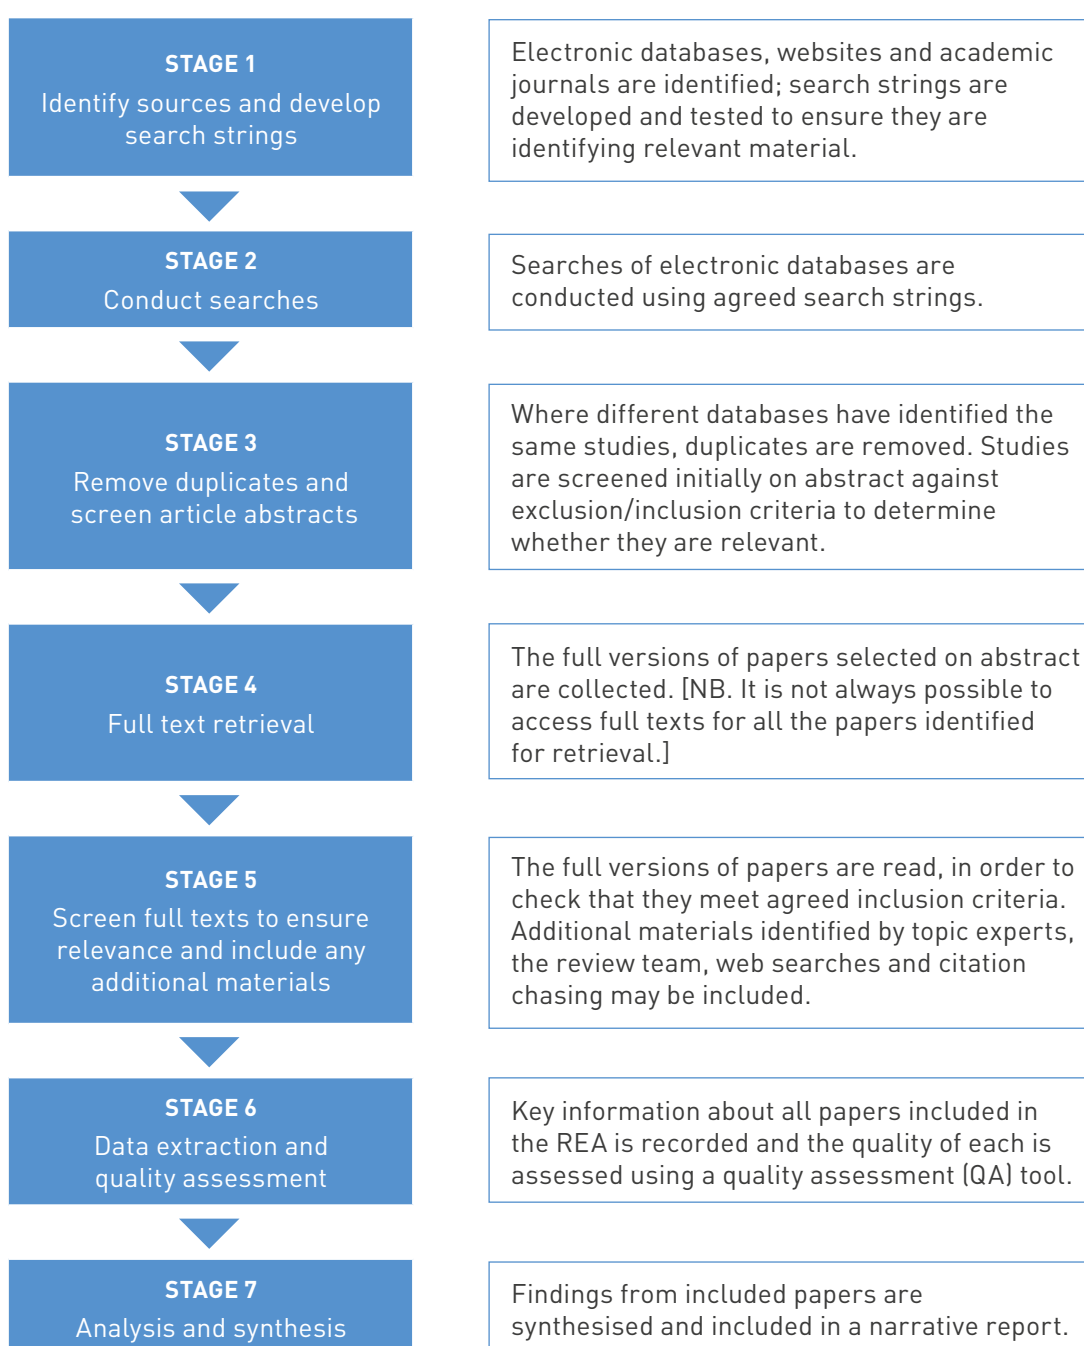 STAGE 1
Identify sources and develop
search strings
Electronic databases, websites and academic
journals are identified; search strings are
developed and tested to ensure they are
identifying relevant material.
STAGE 2
Conduct searches
Searches of electronic databases are
conducted using agreed search strings.
STAGE 3
Remove duplicates and
screen article abstracts
Where different databases have identified the
same studies, duplicates are removed. Studies
are screened initially on abstract against
exclusion/inclusion criteria to determine
whether they are relevant.
STAGE 4
Full text retrieval
The full versions of papers selected on abstract
are collected. [NB. It is not always possible to
access full texts for all the papers identified
for retrieval.]
STAGE 5
Screen full texts to ensure
relevance and include any
additional materials
The full versions of papers are read, in order to
check that they meet agreed inclusion criteria.
Additional materials identified by topic experts,
the review team, web searches and citation
chasing may be included.
STAGE 6
Data extraction and
quality assessment
Key information about all papers included in
the REA is recorded and the quality of each is
assessed using a quality assessment (QA) tool.
STAGE 7
Analysis and synthesis
Findings from included papers are
synthesised and included in a narrative report.